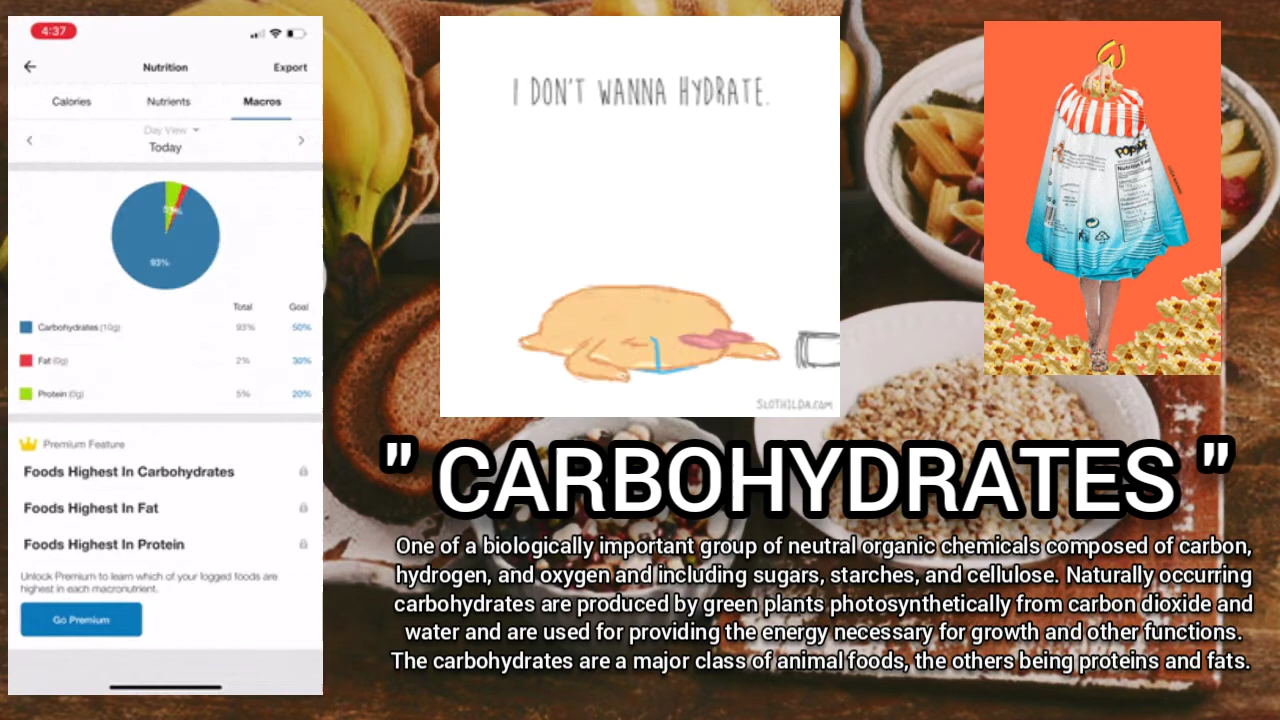 4:37
Nutrition
Export
Calories
Nutrients
Macros
Day View
Today
93%
Total
Goal
Carbohydrates (10g)
93%
50%
Fat (0g)
2%
30%
Protein (0g)
5%
20%
Premium Feature
Foods Highest In Carbohydrates
Foods Highest In Fat
Foods Highest In Protein
Unlock Premium to learn which of your logged foods are
highest in each macronutrient.
Go Premium
I DON'T WANNA HYDRATE.
SLOTHILDA.COM
" CARBOHYDRATES "
One of a biologically important group of neutral organic chemicals composed of carbon,
hydrogen, and oxygen and including sugars, starches, and cellulose. Naturally occurring
carbohydrates are produced by green plants photosynthetically from carbon dioxide and
water and are used for providing the energy necessary for growth and other functions.
The carbohydrates are a major class of animal foods, the others being proteins and fats.